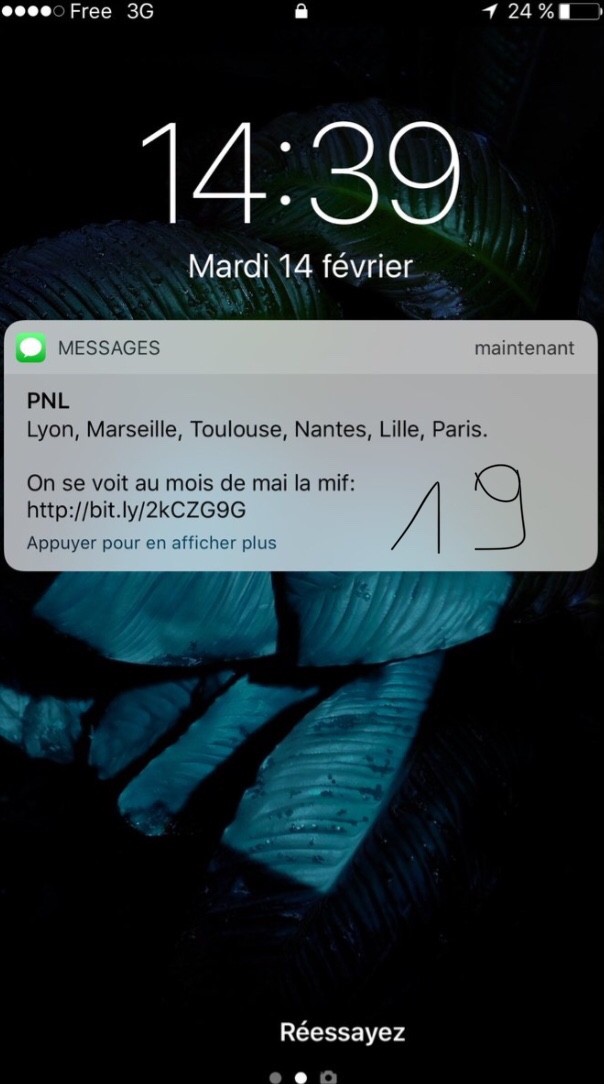 Free 3G 24 %
14:39
Mardi 14 février
MESSAGES maintenant
PNL
Lyon, Marseille, Toulouse, Nantes, Lille, Paris.
On se voit au mois de mai la mif:
http://bit.ly/2kCZG9G
19
Appuyer pour en afficher plus
Réessayez